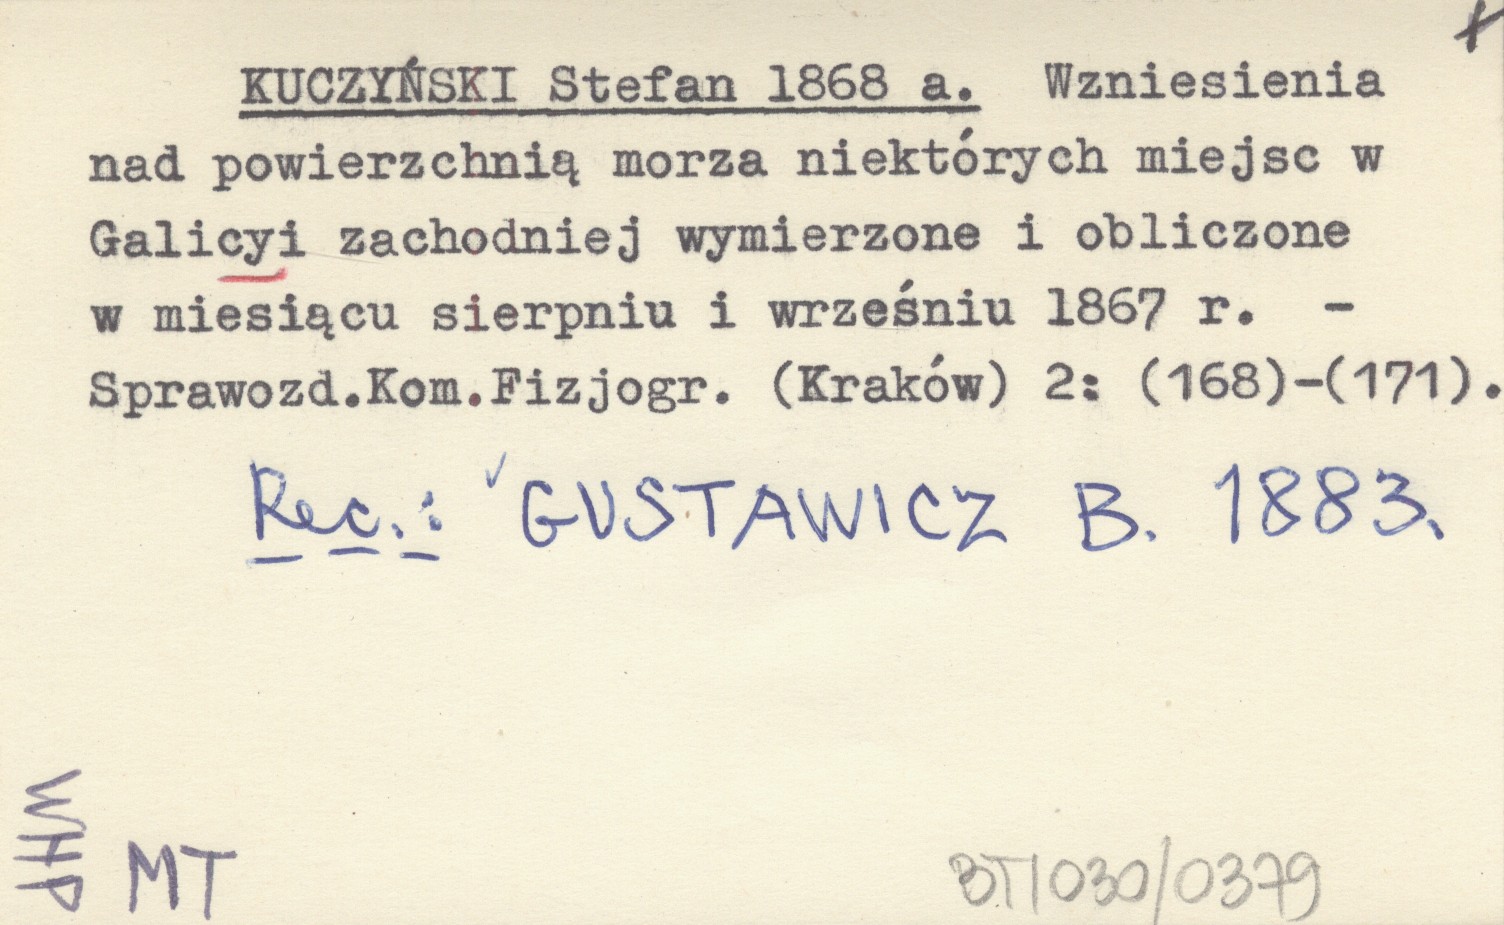 KUCZYŃSKI Stefan 1868 a. Wzniesienia
nad powierzchnią morza niektórych miejsc w
Galicyi zachodniej wymierzone i obliczone
w miesiącu sierpniu i wrześniu 1867 r. -
Sprawozd.Kom.Fizjogr. (Kraków) 2: (168)-(171).
Rec.: GUSTAWICZ B. 1883.
WHP
MT
BTI030/0379